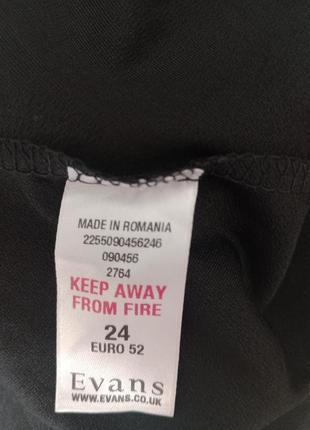 MADE IN ROMANIA
2255090456246
090456
2764
KEEP AWAY
FROM FIRE
24
EURO 52
Evans
WWW.EVANS.CO.UK